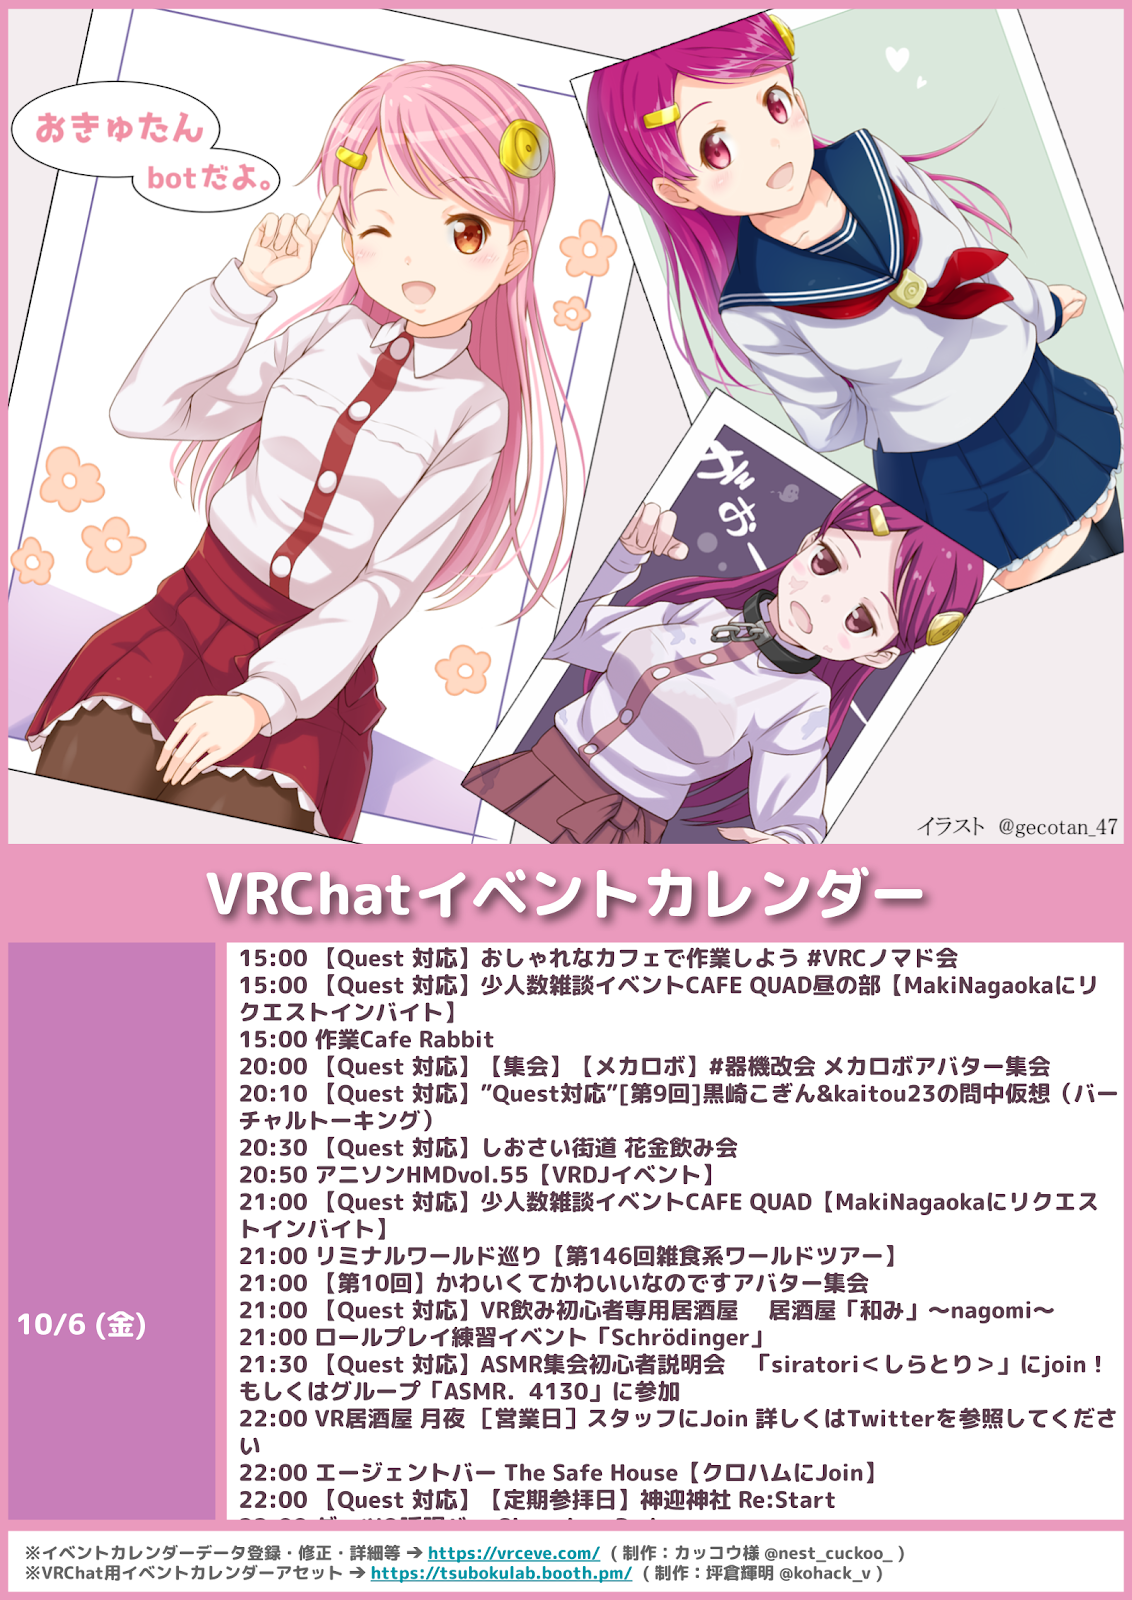 おきゅたん
botだよ。
がおー
イラスト @gecotan_47
VRChatイベントカレンダー
10/6 (金)
15:00 【Quest 対応】おしゃれなカフェで作業しよう #VRCノマド会
15:00 【Quest 対応】少人数雑談イベントCAFE QUAD昼の部【MakiNagaokaにリ
クエストインバイト】
15:00 作業Cafe Rabbit
20:00 【Quest 対応】【集会】【メカロボ】#器機改会 メカロボアバター集会
20:10 【Quest 対応】”Quest対応”[第9回]黒崎こぎん&kaitou23の問中仮想（バー
チャルトーキング）
20:30 【Quest 対応】しおさい街道 花金飲み会
20:50 アニソンHMDvol.55【VRDJイベント】
21:00 【Quest 対応】少人数雑談イベントCAFE QUAD【MakiNagaokaにリクエス
トインバイト】
21:00 リミナルワールド巡り【第146回雑食系ワールドツアー】
21:00 【第10回】かわいくてかわいいなのですアバター集会
21:00 【Quest 対応】VR飲み初心者専用居酒屋　居酒屋「和み」～nagomi～
21:00 ロールプレイ練習イベント「Schrödinger」
21:30 【Quest 対応】ASMR集会初心者説明会　「siratori＜しらとり＞」にjoin！
もしくはグループ「ASMR．4130」に参加
22:00 VR居酒屋 月夜 ［営業日］スタッフにJoin 詳しくはTwitterを参照してくださ
い
22:00 エージェントバー The Safe House【クロハムにJoin】
22:00 【Quest 対応】【定期参拝日】神迎神社 Re:Start
※イベントカレンダーデータ登録・修正・詳細等 ➔ https://vrceve.com/ （制作：カッコウ様 @nest_cuckoo_ ）
※VRChat用イベントカレンダーアセット ➔ https://tsubokulab.booth.pm/ （制作：坪倉輝明 @kohack_v ）